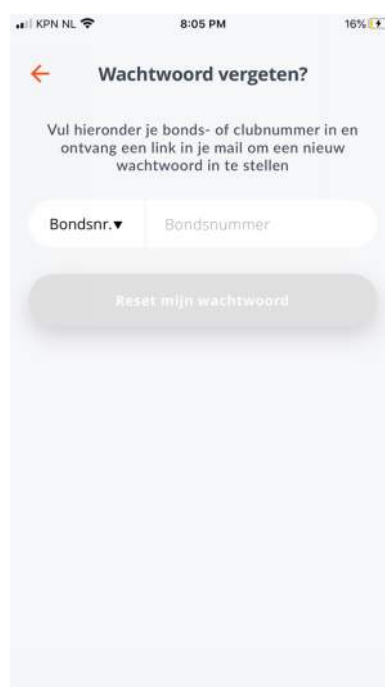 KPN NL 8:05 PM 16%
Wachtwoord vergeten?
Vul hieronder je bonds- of clubnummer in en
ontvang een link in je mail om een nieuw
wachtwoord in te stellen
Bondsnr.▼ Bondsnummer
Reset mijn wachtwoord